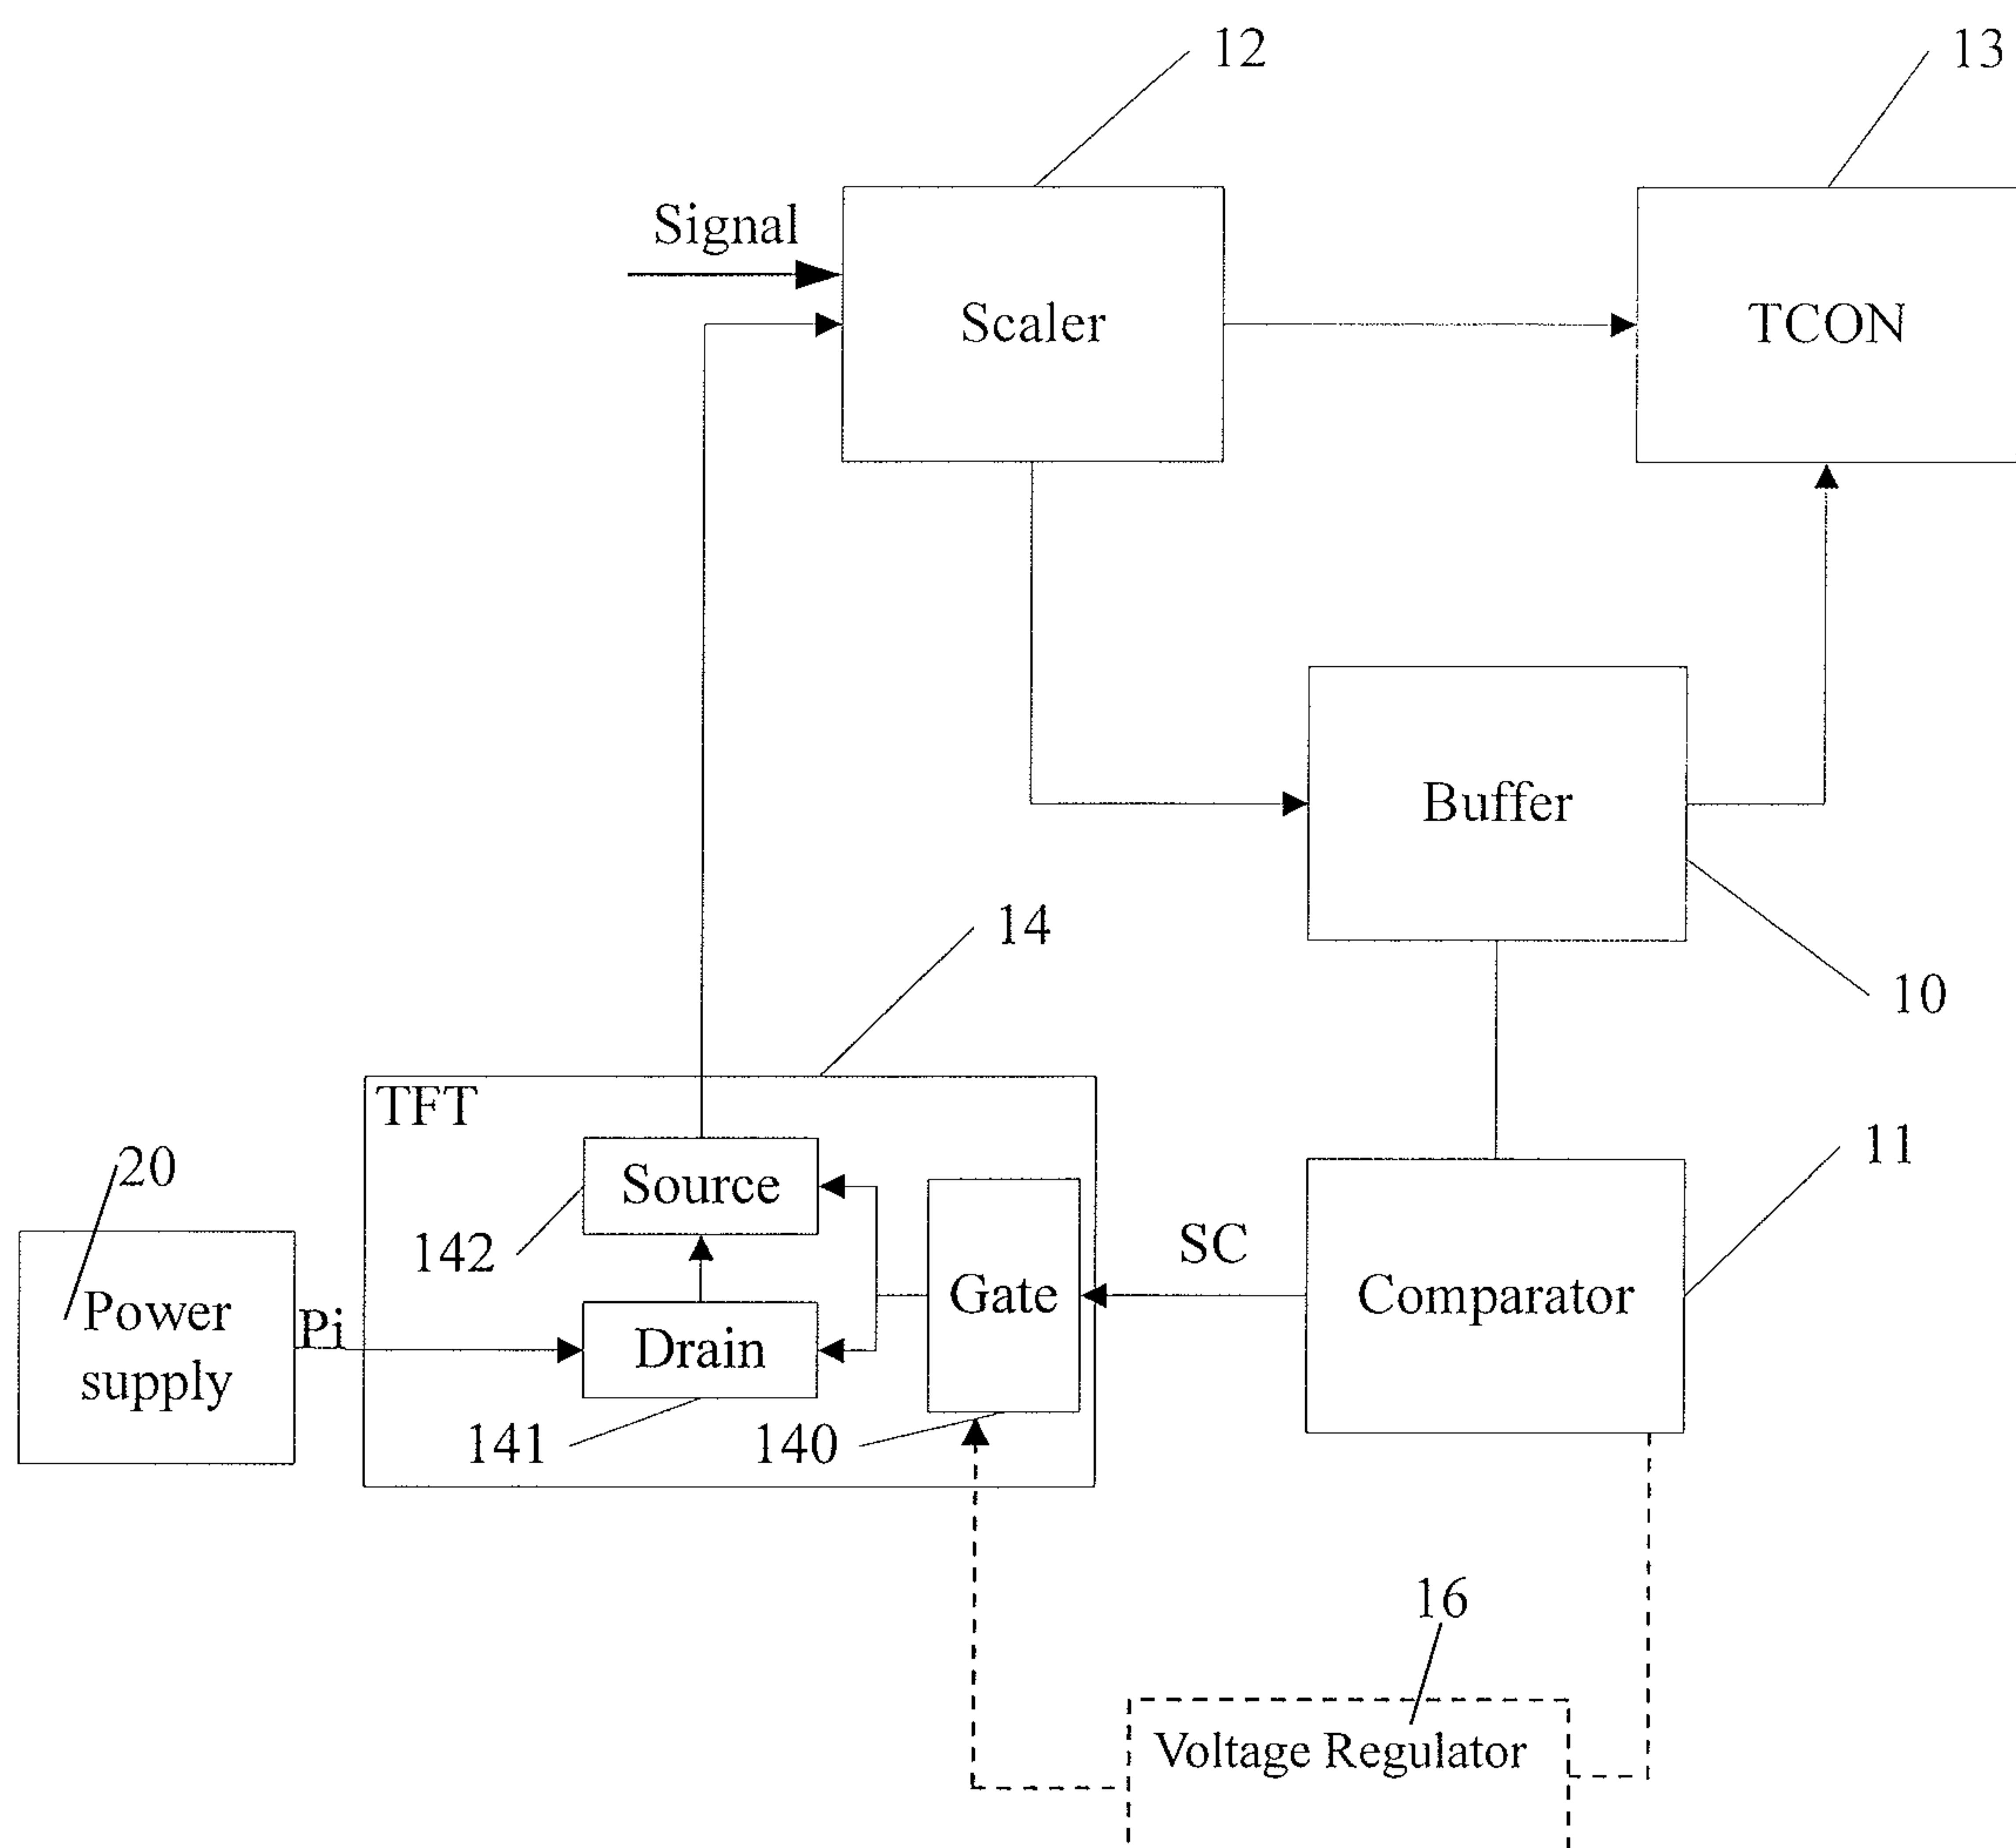 12
13
Signal
Scaler
TCON
Buffer
14
10
TFT
20
Source
11
142
SC
Gate
Comparator
Power
supply
Pi
Drain
141
140
16
Voltage Regulator